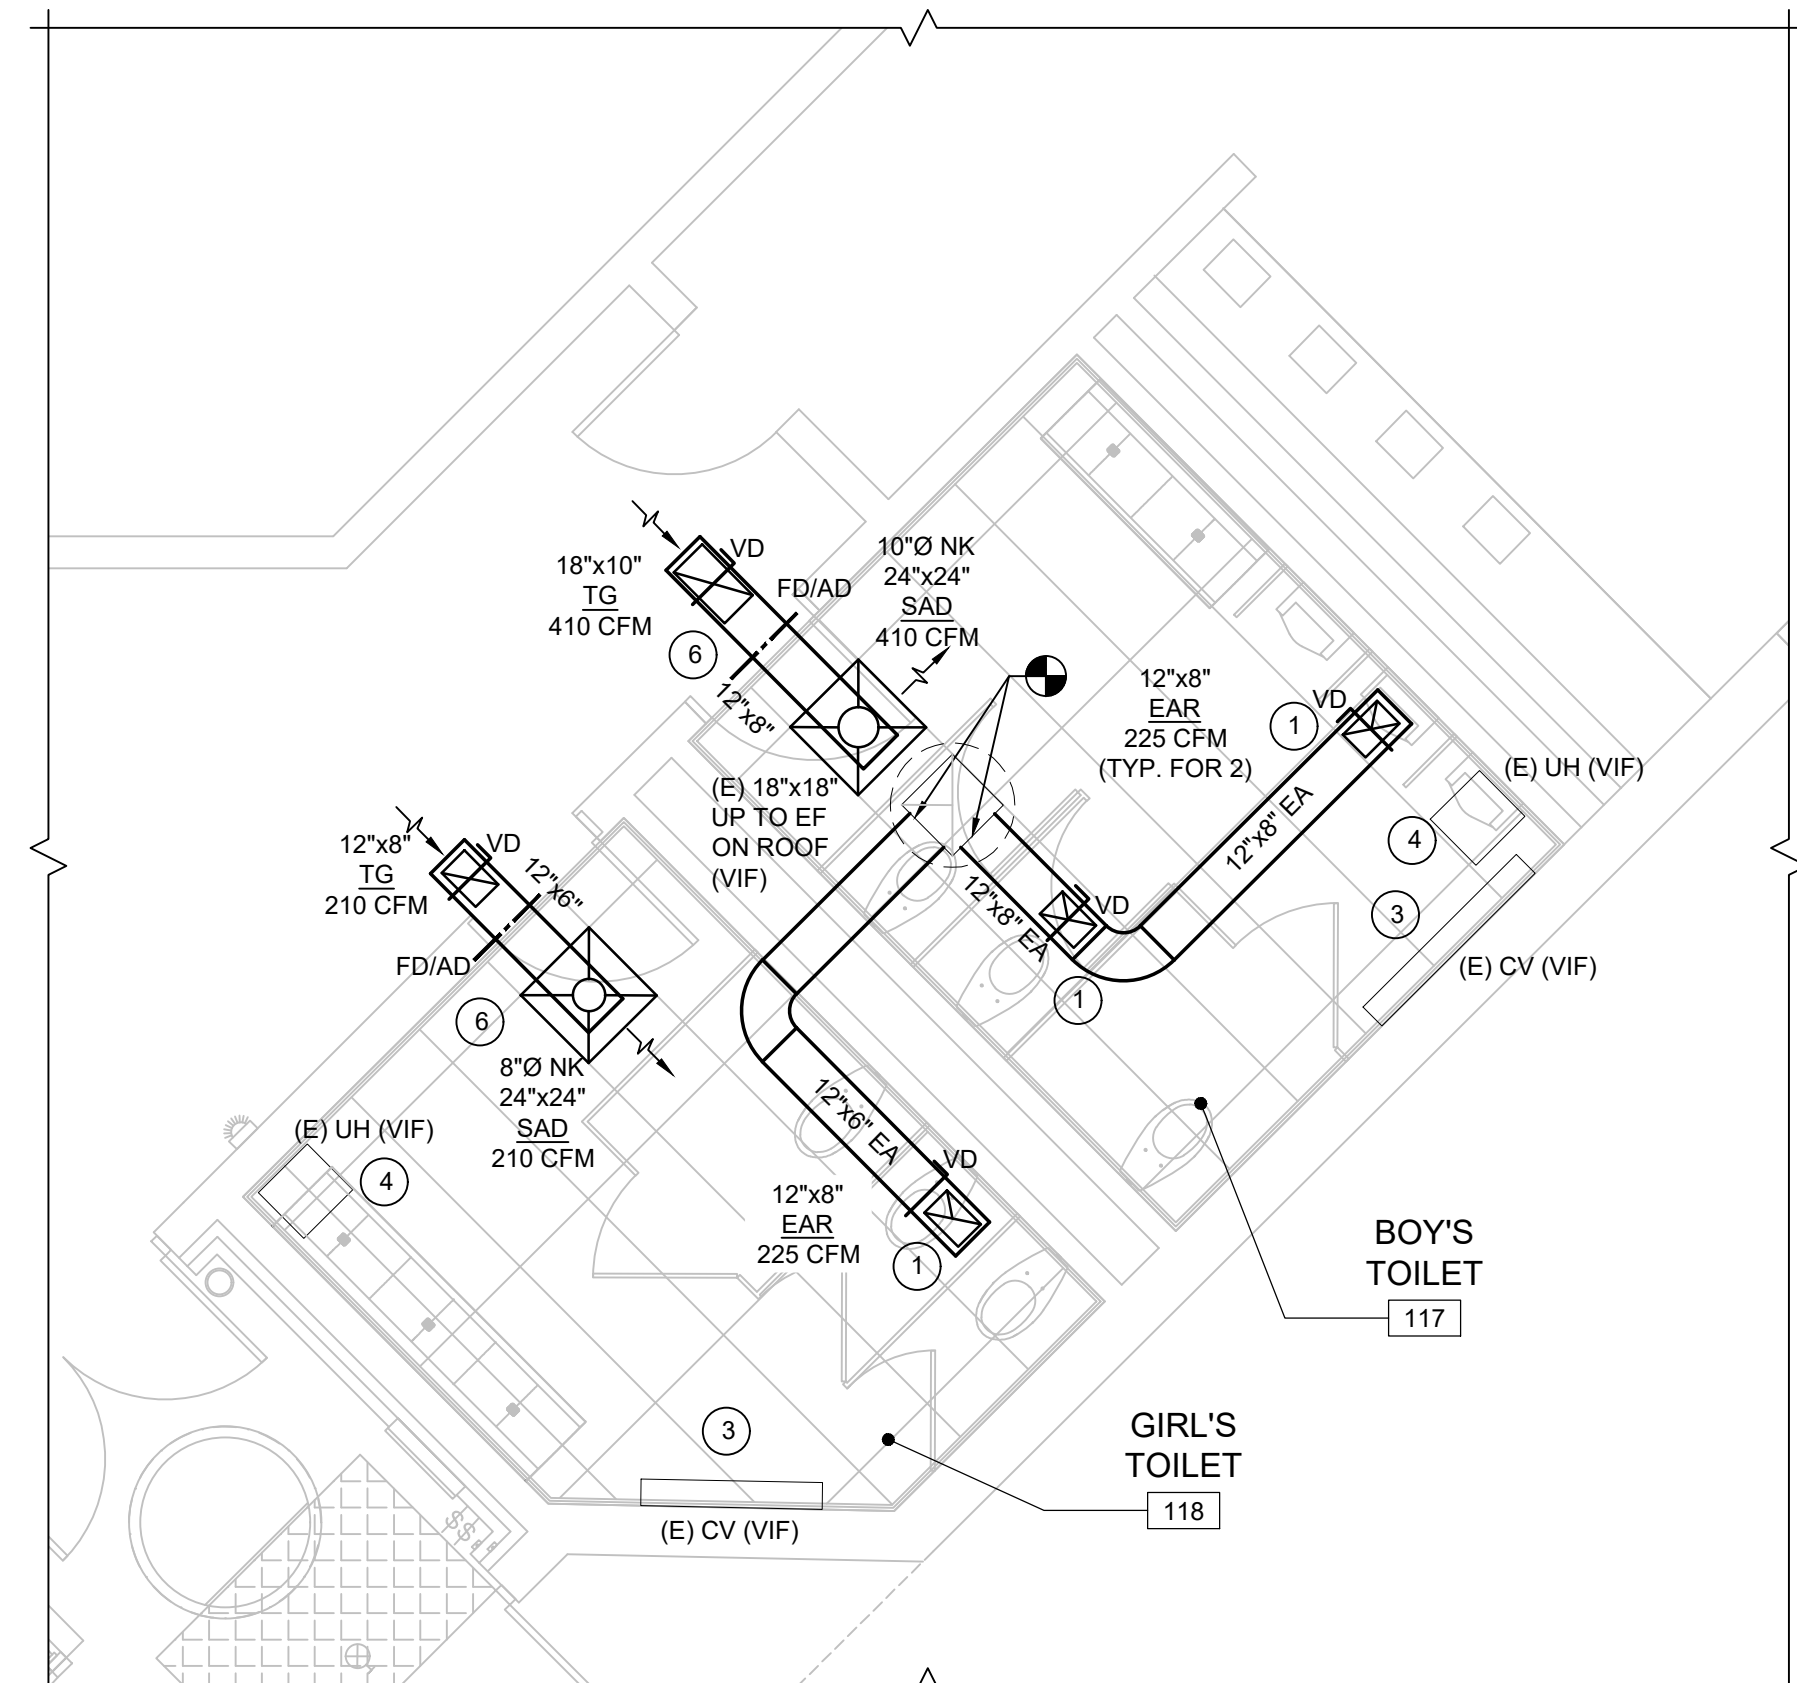 18"x10"
TG
410 CFM
VD
FD/AD
6
12"x8"
10"Ø NK
24"x24"
SAD
410 CFM
12"x8"
EAR
225 CFM
(TYP. FOR 2)
VD
1
12"x8" EA
(E) UH (VIF)
4
3
(E) CV (VIF)
(E) 18"x18"
UP TO EF
ON ROOF
(VIF)
12"x8" EA
VD
1
12"x8"
TG
210 CFM
VD
12"x6"
FD/AD
6
8"Ø NK
24"x24"
SAD
210 CFM
(E) UH (VIF)
4
12"x6" EA
VD
12"x8"
EAR
225 CFM
1
BOY'S
TOILET
117
3
(E) CV (VIF)
GIRL'S
TOILET
118
$$